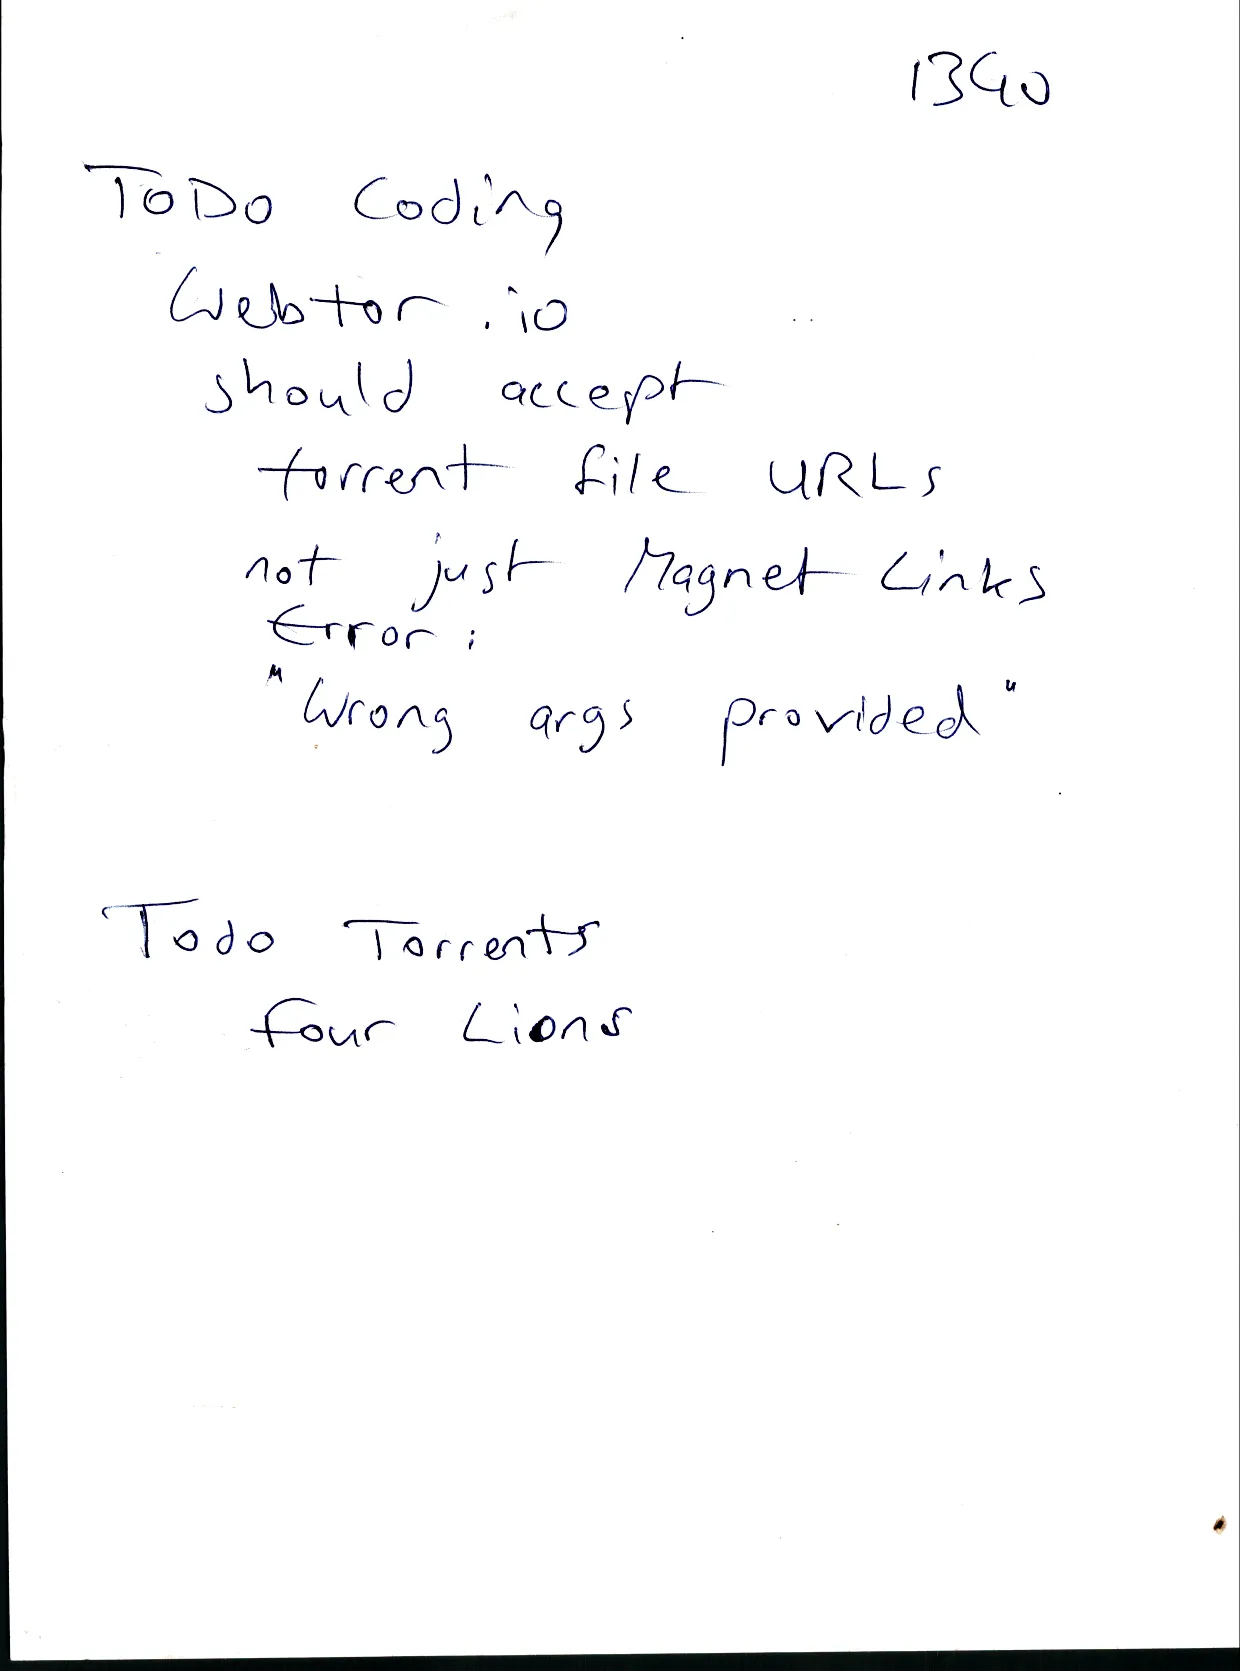 1340
ToDo Coding
Webtor.io
should accept
torrent file URLs
not just Magnet Links
Error:
"Wrong args provided"
Todo Torrents
four Lions